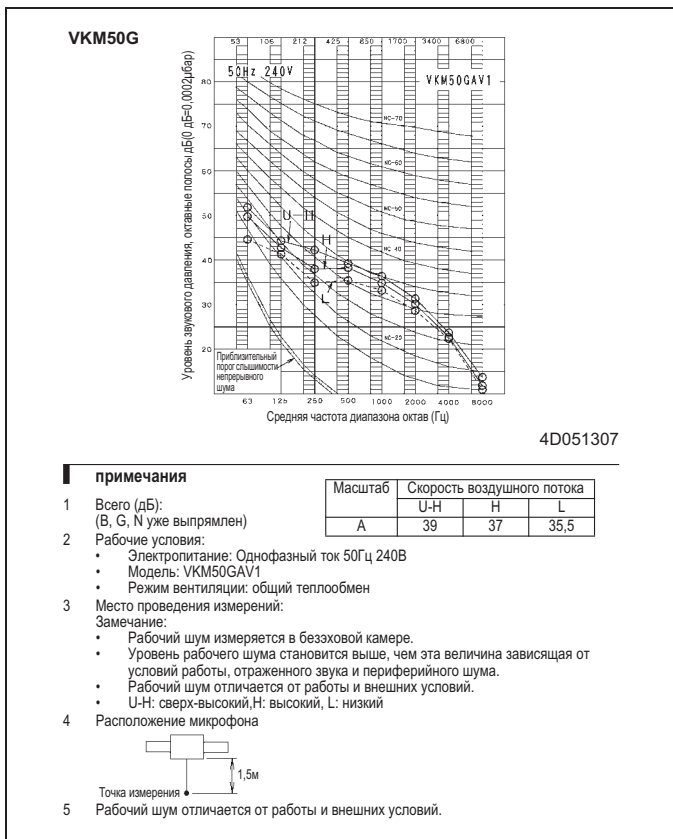 VKM50G
53 106 212 425 850 1700 3400 6800
50Hz 240V
VKM50GAV1
80
70
60
50
40
30
20
NC-70
NC-60
NC-50
NC-40
NC-20
U-H
H
L
Уровень звукового давления, октавные полосы дБ(0 дБ=0,0002µбар)
Приблизительный
порог слышимости
непрерывного
шума
63 125 250 500 1000 2000 4000 8000
Средняя частота диапазона октав (Гц)
4D051307
примечания
Масштаб Скорость воздушного потока
U-H H L
A 39 37 35,5
1 Всего (дБ):
(B, G, N уже выпрямлен)
2 Рабочие условия:
• Электропитание: Однофазный ток 50Гц 240В
• Модель: VKM50GAV1
• Режим вентиляции: общий теплообмен
3 Место проведения измерений:
Замечание:
• Рабочий шум измеряется в безэховой камере.
• Уровень рабочего шума становится выше, чем эта величина зависящая от
условий работы, отраженного звука и периферийного шума.
• Рабочий шум отличается от работы и внешних условий.
• U-H: сверх-высокий,H: высокий, L: низкий
4 Расположение микрофона
1,5м
Точка измерения
5 Рабочий шум отличается от работы и внешних условий.